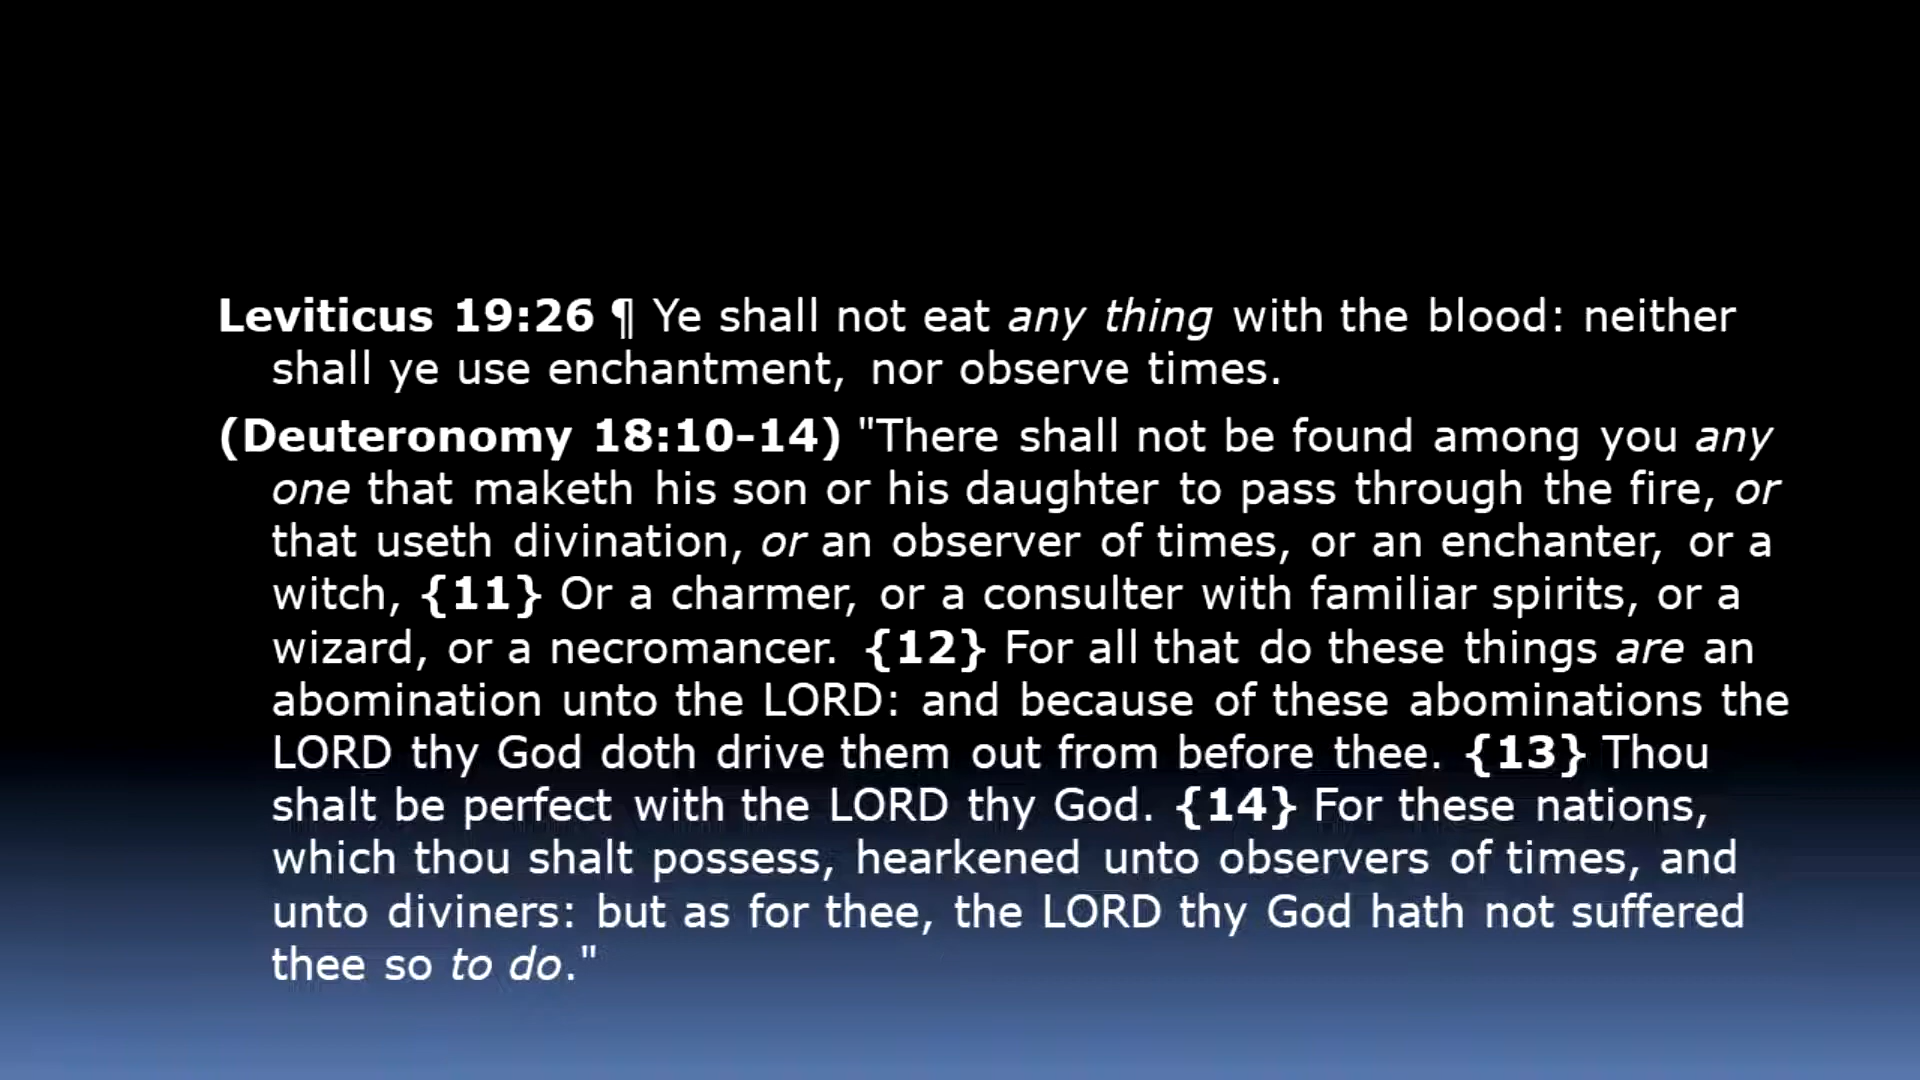 Leviticus 19:26 ¶ Ye shall not eat any thing with the blood: neither
shall ye use enchantment, nor observe times.
(Deuteronomy 18:10-14) "There shall not be found among you any
one that maketh his son or his daughter to pass through the fire, or
that useth divination, or an observer of times, or an enchanter, or a
witch, {11} Or a charmer, or a consulter with familiar spirits, or a
wizard, or a necromancer. {12} For all that do these things are an
abomination unto the LORD: and because of these abominations the
LORD thy God doth drive them out from before thee. {13} Thou
shalt be perfect with the LORD thy God. {14} For these nations,
which thou shalt possess, hearkened unto observers of times, and
unto diviners: but as for thee, the LORD thy God hath not suffered
thee so to do."